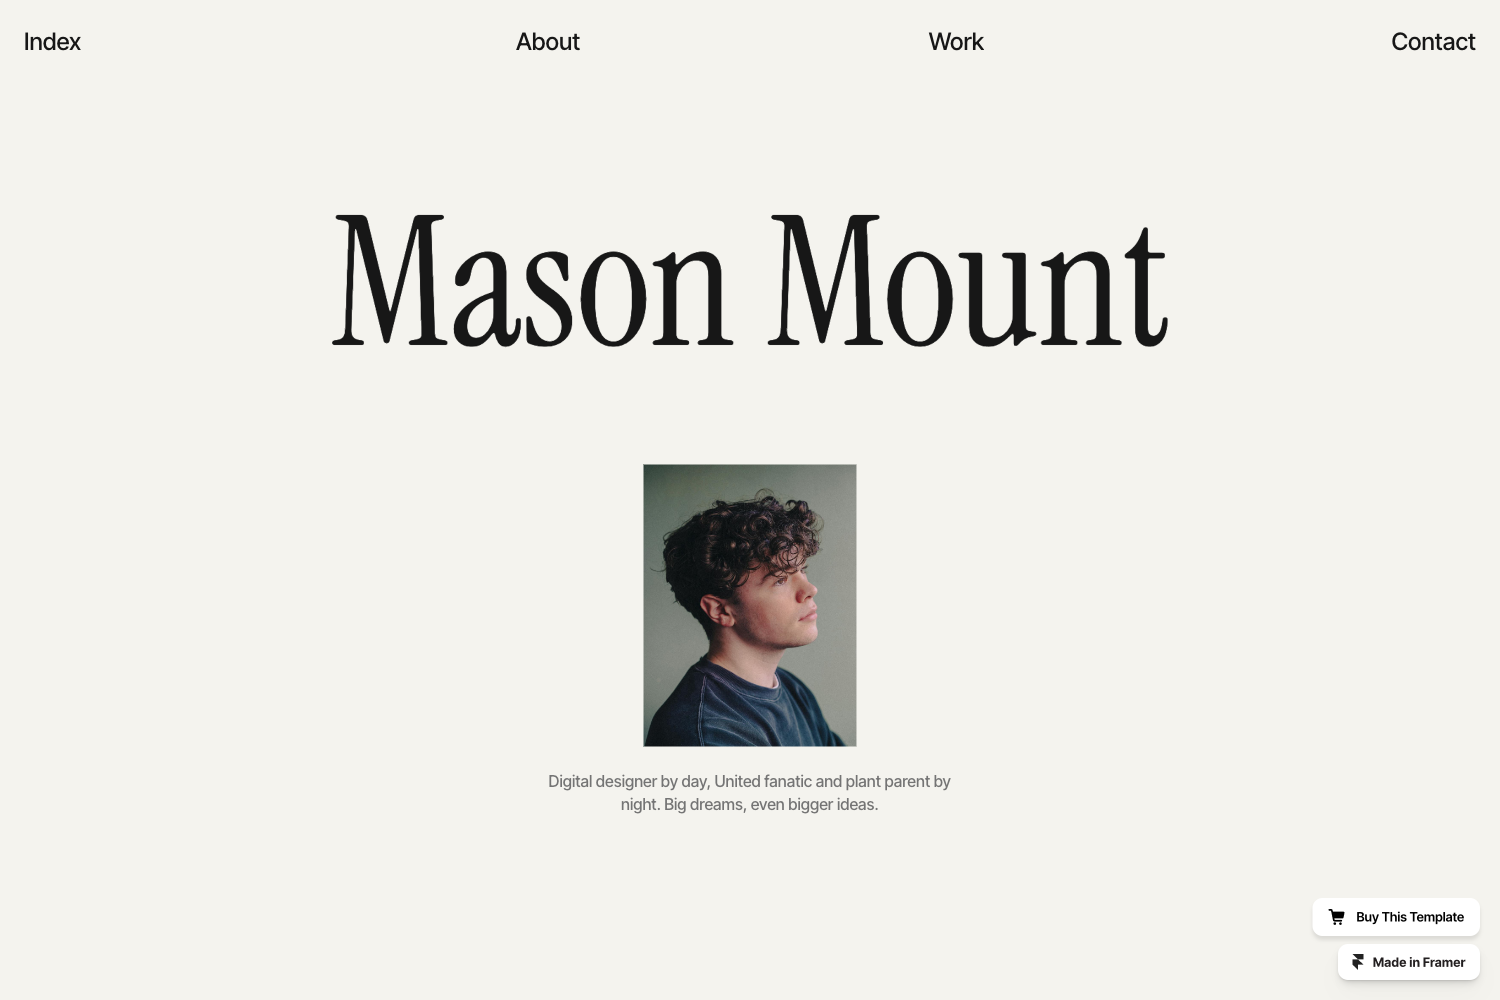 Index About Work Contact
Mason Mount
Digital designer by day, United fanatic and plant parent by
night. Big dreams, even bigger ideas.
Buy This Template
Made in Framer